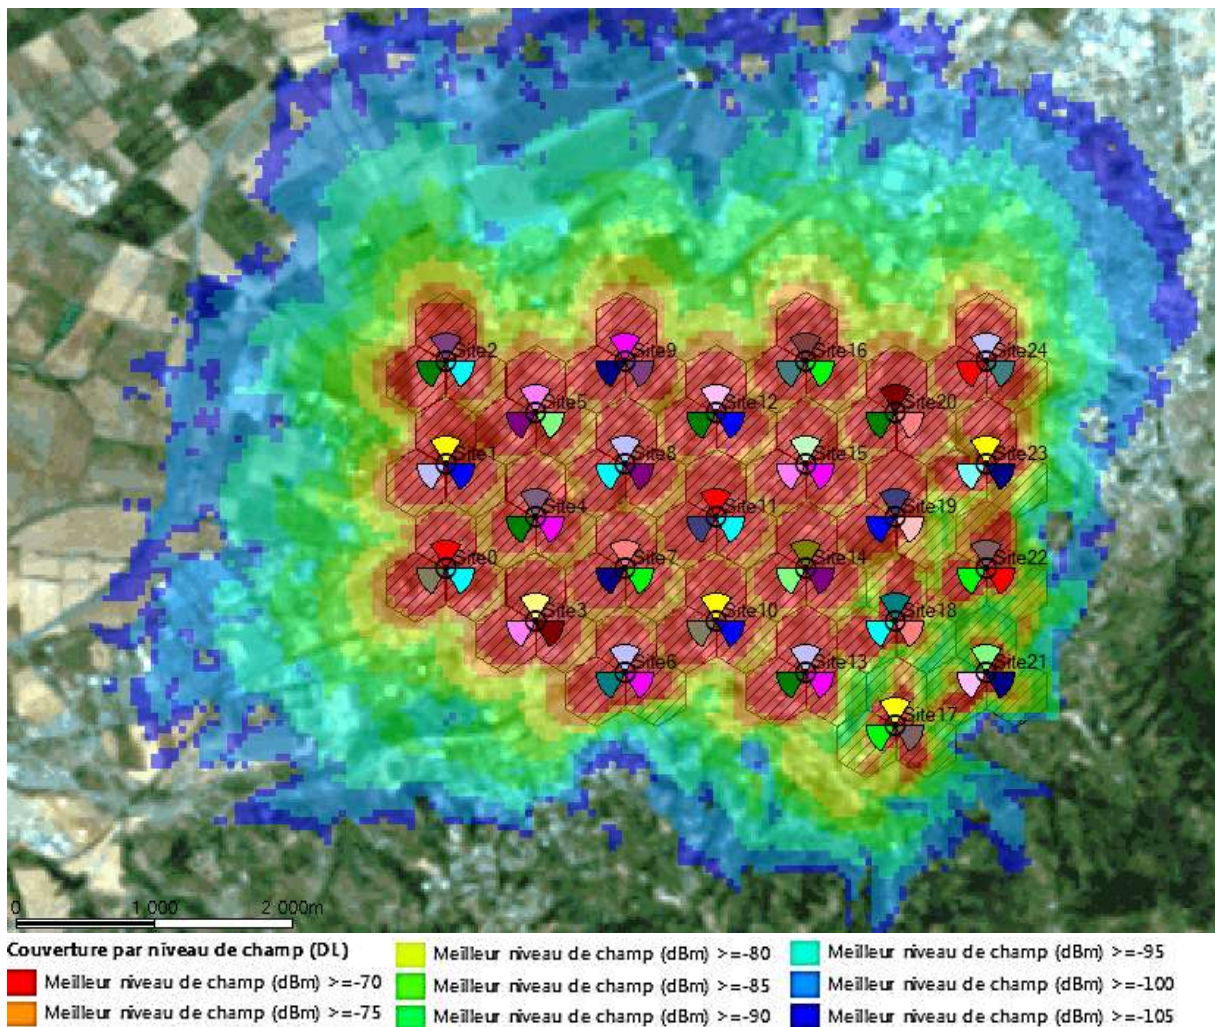 Site2
Site9
Site16
Site24
Site5
Site12
Site20
Site1
Site8
Site15
Site23
Site4
Site11
Site19
Site0
Site7
Site14
Site22
Site3
Site10
Site18
Site6
Site13
Site21
Site17
0 1 000 2 000m
Couverture par niveau de champ (DL)
Meilleur niveau de champ (dBm) >=-70
Meilleur niveau de champ (dBm) >=-75
Meilleur niveau de champ (dBm) >=-80
Meilleur niveau de champ (dBm) >=-85
Meilleur niveau de champ (dBm) >=-90
Meilleur niveau de champ (dBm) >=-95
Meilleur niveau de champ (dBm) >=-100
Meilleur niveau de champ (dBm) >=-105